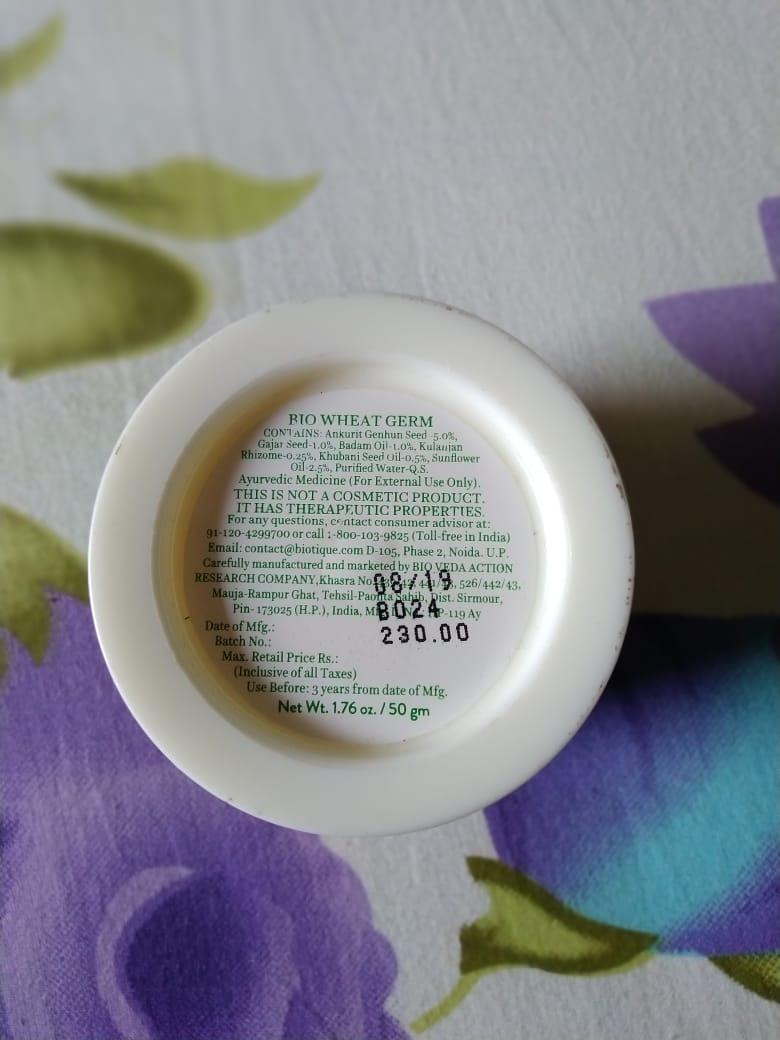 BIO WHEAT GERM
CONTAINS: Ankurit Genhun Seed -5.0%,
Gajar Seed-1.0%, Badam Oil-1.0%, Kulanjan
Rhizome-0.25%, Khubani Seed Oil-0.5%, Sunflower
Oil-2.5%, Purified Water-Q.S.
Ayurvedic Medicine (For External Use Only).
THIS IS NOT A COSMETIC PRODUCT.
IT HAS THERAPEUTIC PROPERTIES.
For any questions, contact consumer advisor at:
91-120-4299700 or call 1-800-103-9825 (Toll-free in India)
Email: contact@biotique.com D-105, Phase 2, Noida. U.P.
Carefully manufactured and marketed by BIO VEDA ACTION
RESEARCH COMPANY, Khasra No. 526/442/43,
Mauja-Rampur Ghat, Tehsil-Paonta Sahib, Dist. Sirmour,
Pin- 173025 (H.P.), India,
08/19
B024
230.00
Date of Mfg.:
Batch No.:
Max. Retail Price Rs.:
(Inclusive of all Taxes)
Use Before: 3 years from date of Mfg.
Net Wt. 1.76 oz. / 50 gm